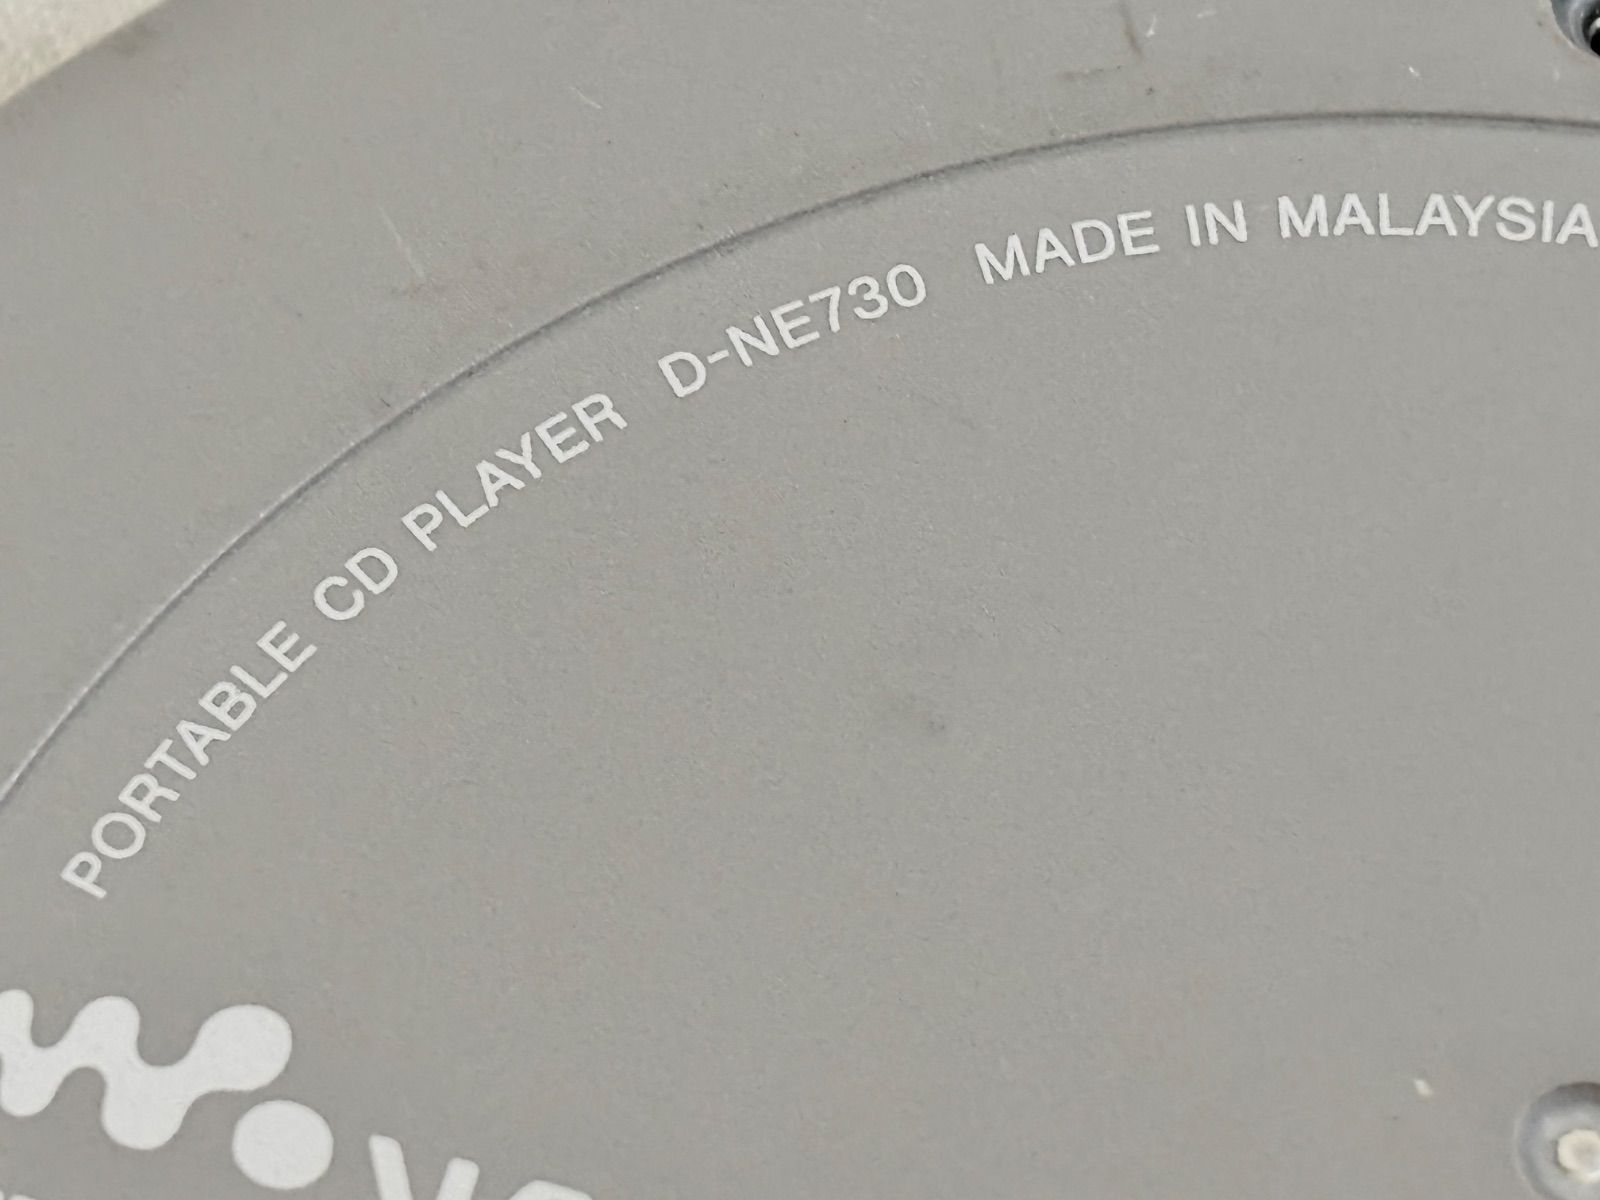 PORTABLE CD PLAYER D-NE730 MADE IN MALAYSIA